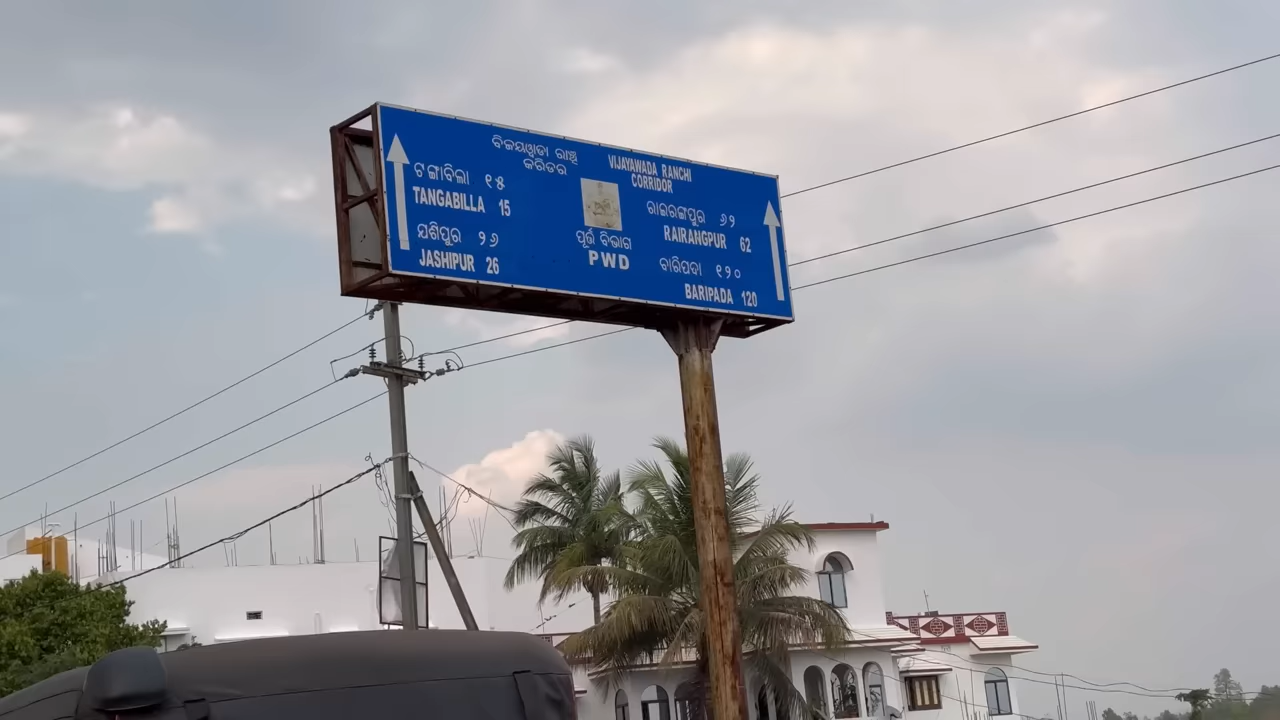 ବିଜୟୱାଡା ରାଞ୍ଚି
କରିଡର
VIJAYAWADA RANCHI
CORRIDOR
ଟଙ୍ଗାବିଲା ୧୫
TANGABILLA 15
ଯଶିପୁର ୨୬
JASHIPUR 26
ପୂର୍ତ୍ତ ବିଭାଗ
PWD
ରାଇରଙ୍ଗପୁର ୬୨
RAIRANGPUR 62
ବାରିପଦା ୧୨୦
BARIPADA 120